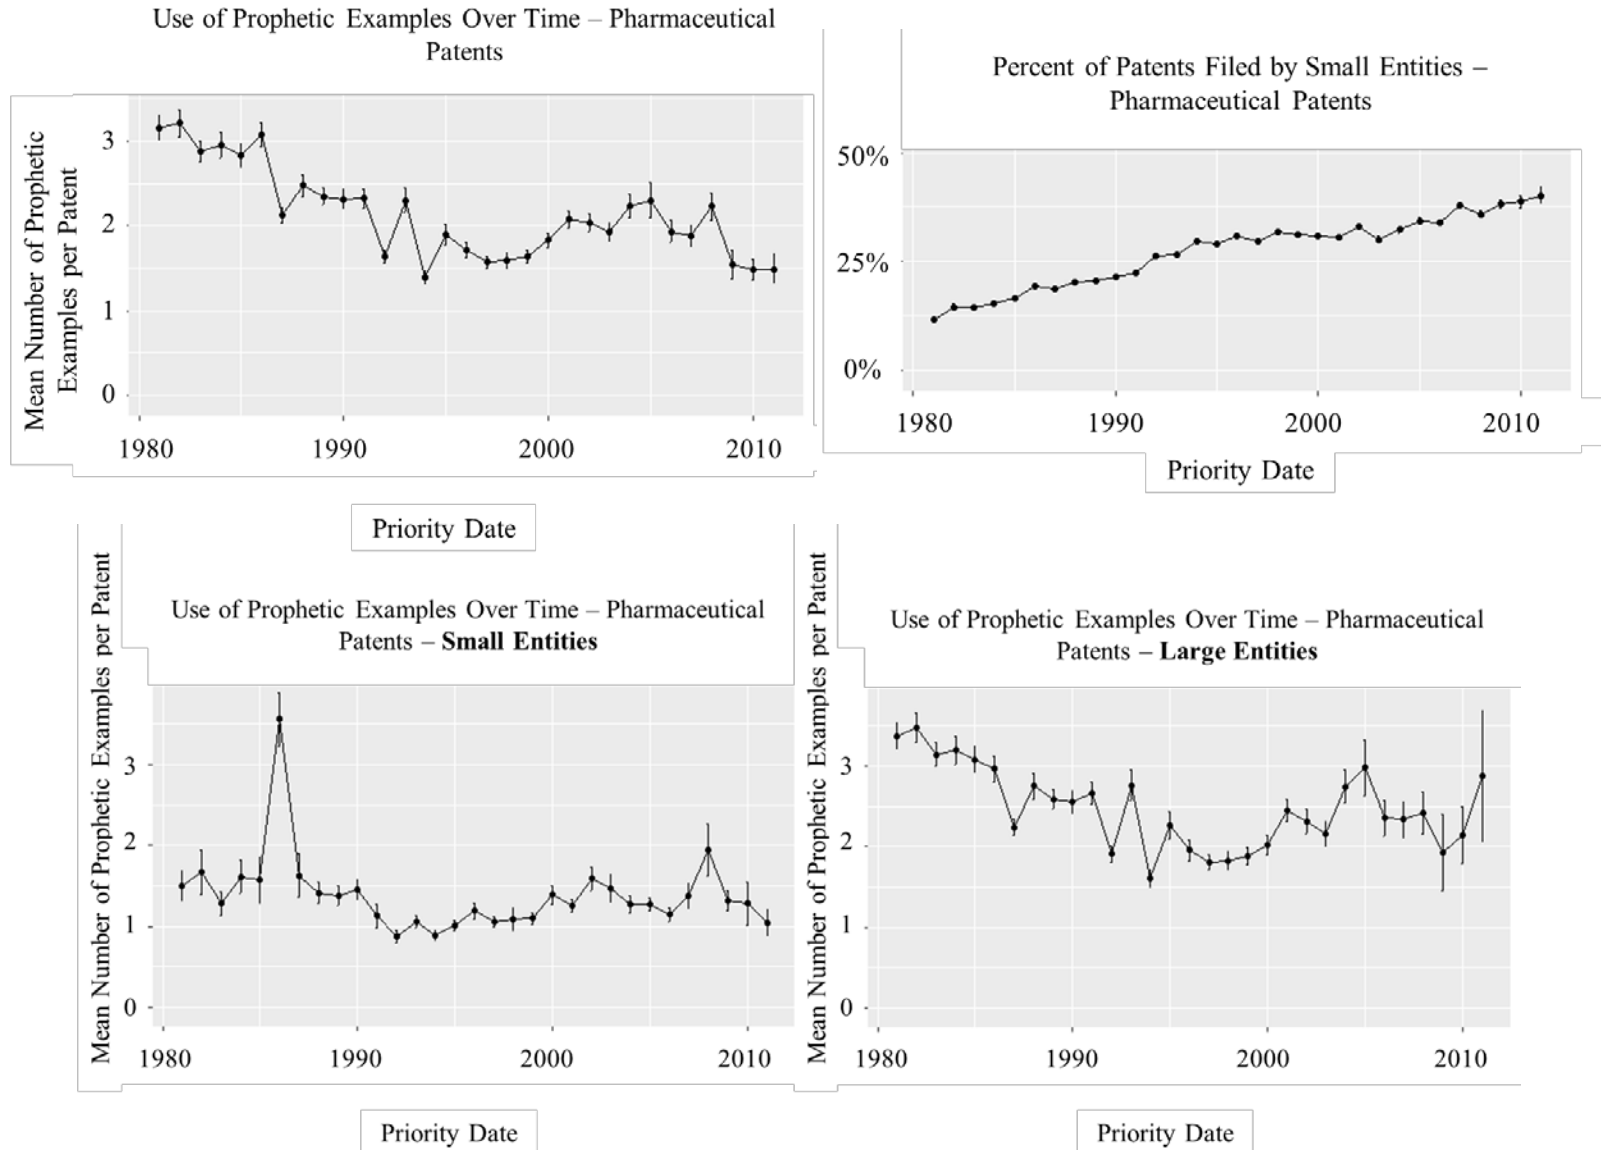 Use of Prophetic Examples Over Time – Pharmaceutical
Patents
Mean Number of Prophetic
Examples per Patent
3
2
1
0
1980 1990 2000 2010
Priority Date
Percent of Patents Filed by Small Entities –
Pharmaceutical Patents
50%
25%
0%
1980 1990 2000 2010
Priority Date
Mean Number of Prophetic Examples per Patent
Use of Prophetic Examples Over Time – Pharmaceutical
Patents – Small Entities
3
2
1
0
1980 1990 2000 2010
Priority Date
Mean Number of Prophetic Examples per Patent
Use of Prophetic Examples Over Time – Pharmaceutical
Patents – Large Entities
3
2
1
0
1980 1990 2000 2010
Priority Date